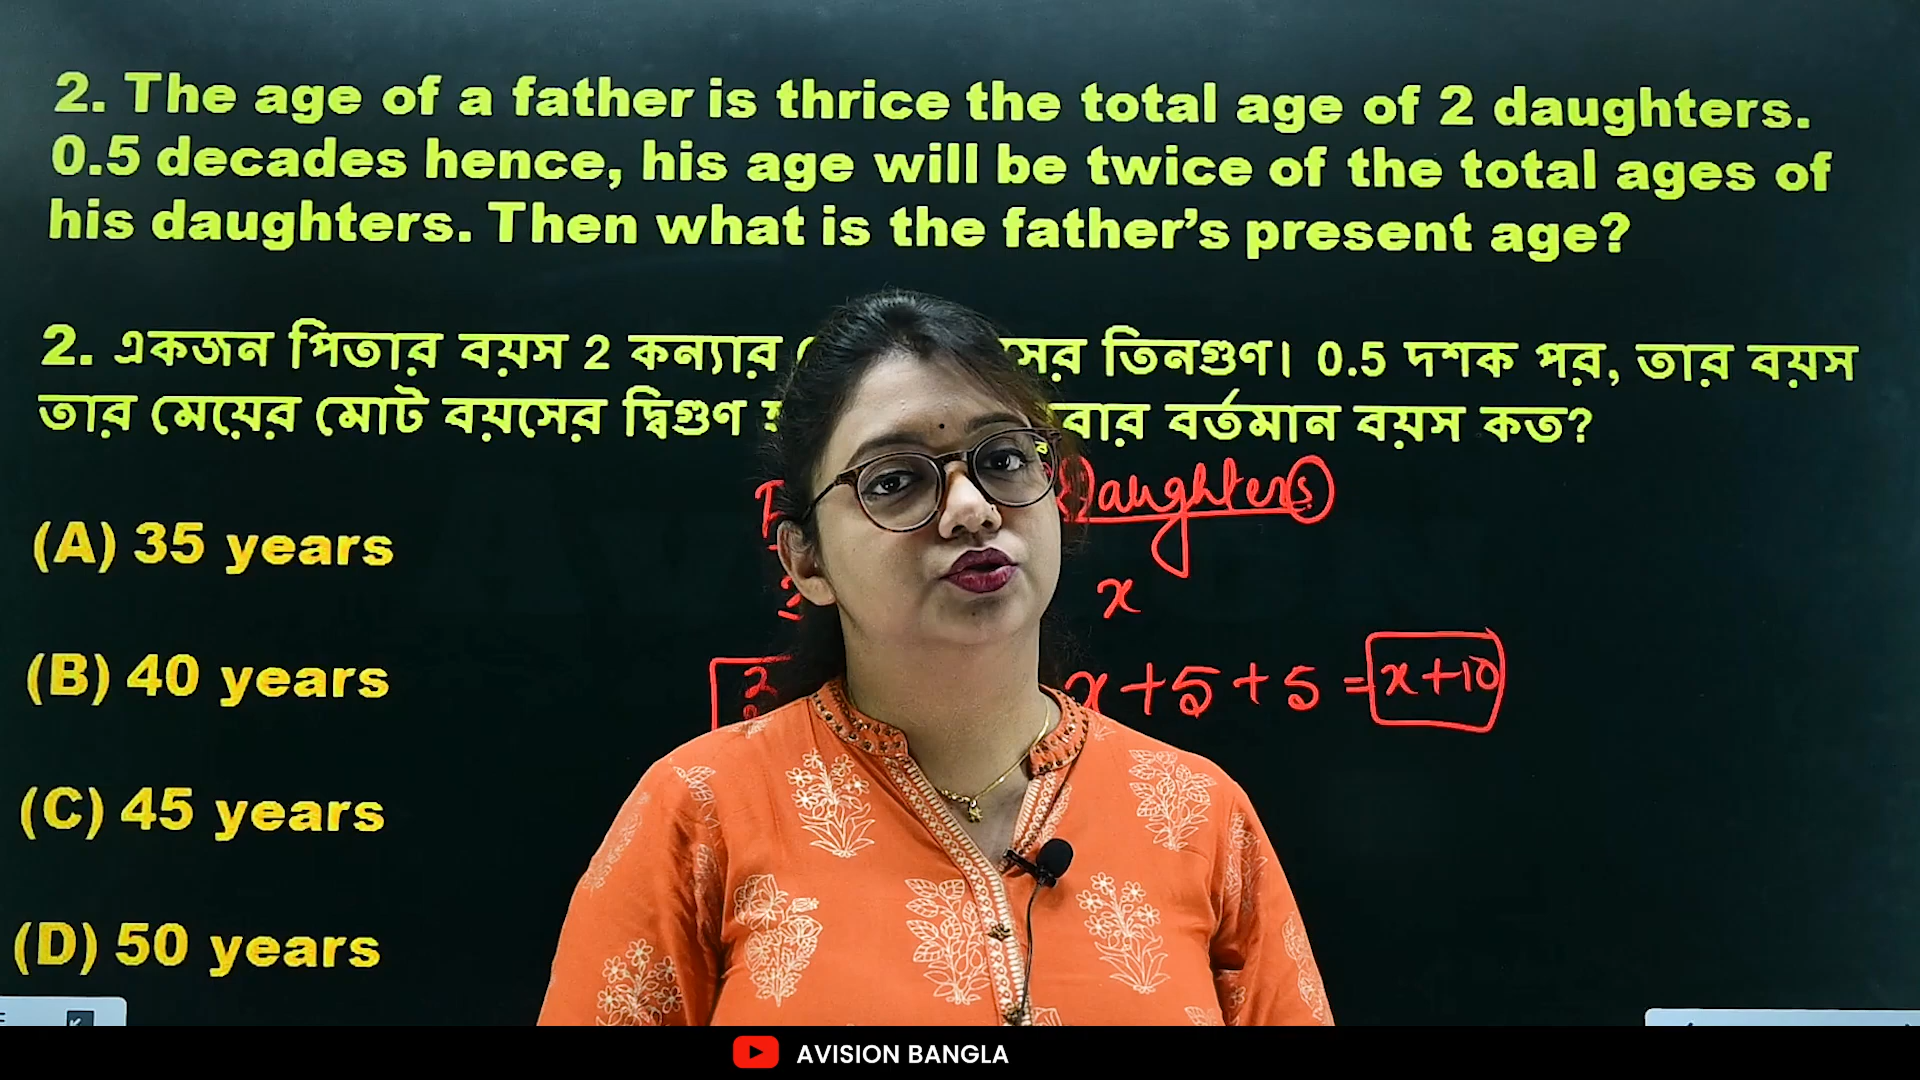 2. The age of a father is thrice the total age of 2 daughters.
0.5 decades hence, his age will be twice of the total ages of
his daughters. Then what is the father's present age?
2. একজন পিতার বয়স 2 কন্যার তিনগুণ। 0.5 দশক পর, তার বয়স
তার মেয়ের মোট বয়সের দ্বিগুণ বর্তমান বয়স কত?
Daughters
(A) 35 years
x
(B) 40 years
x + 5 + 5 = x + 10
(C) 45 years
(D) 50 years
AVISION BANGLA